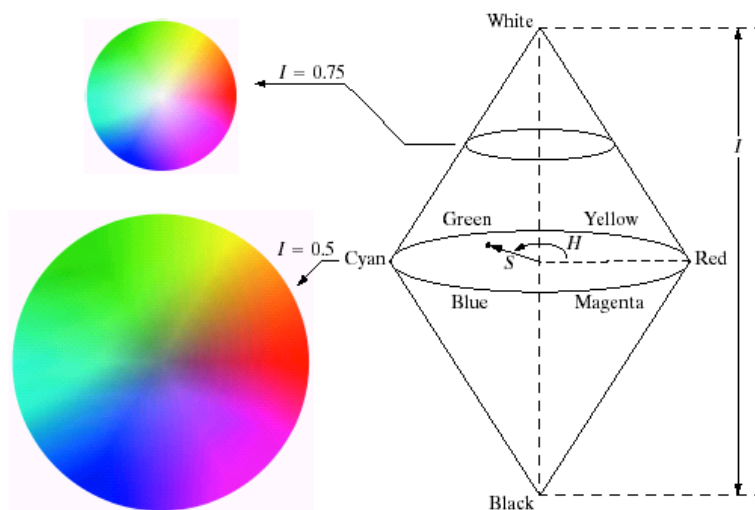 White
I = 0.75
I
Green
Yellow
I = 0.5
H
Cyan
S
Red
Blue
Magenta
Black